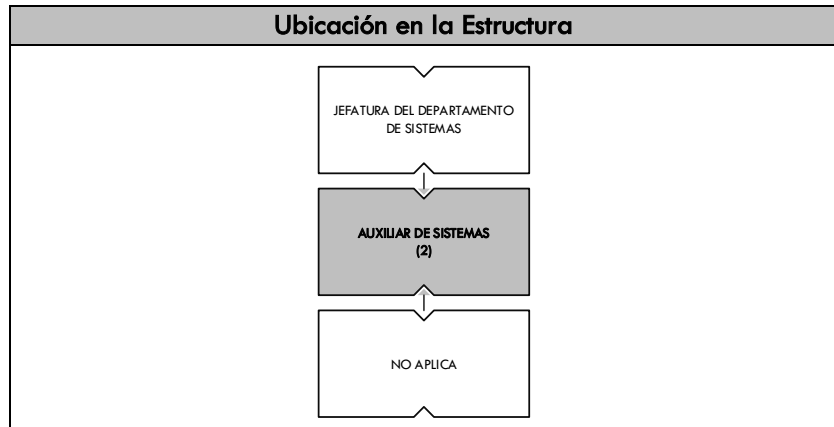 Ubicación en la Estructura
JEFATURA DEL DEPARTAMENTO
DE SISTEMAS
AUXILIAR DE SISTEMAS
(2)
NO APLICA